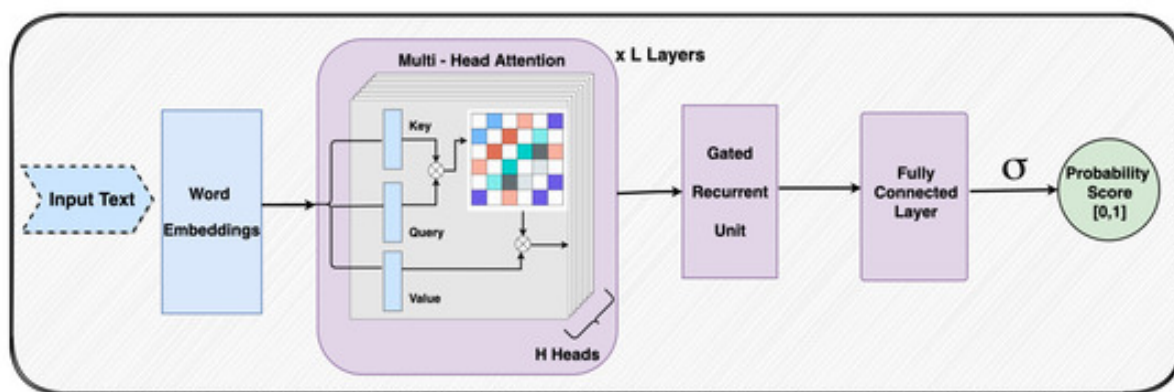 Multi - Head Attention
x L Layers
Key
Query
Value
H Heads
Input Text
Word
Embeddings
Gated
Recurrent
Unit
Fully
Connected
Layer
σ
Probability
Score
[0,1]